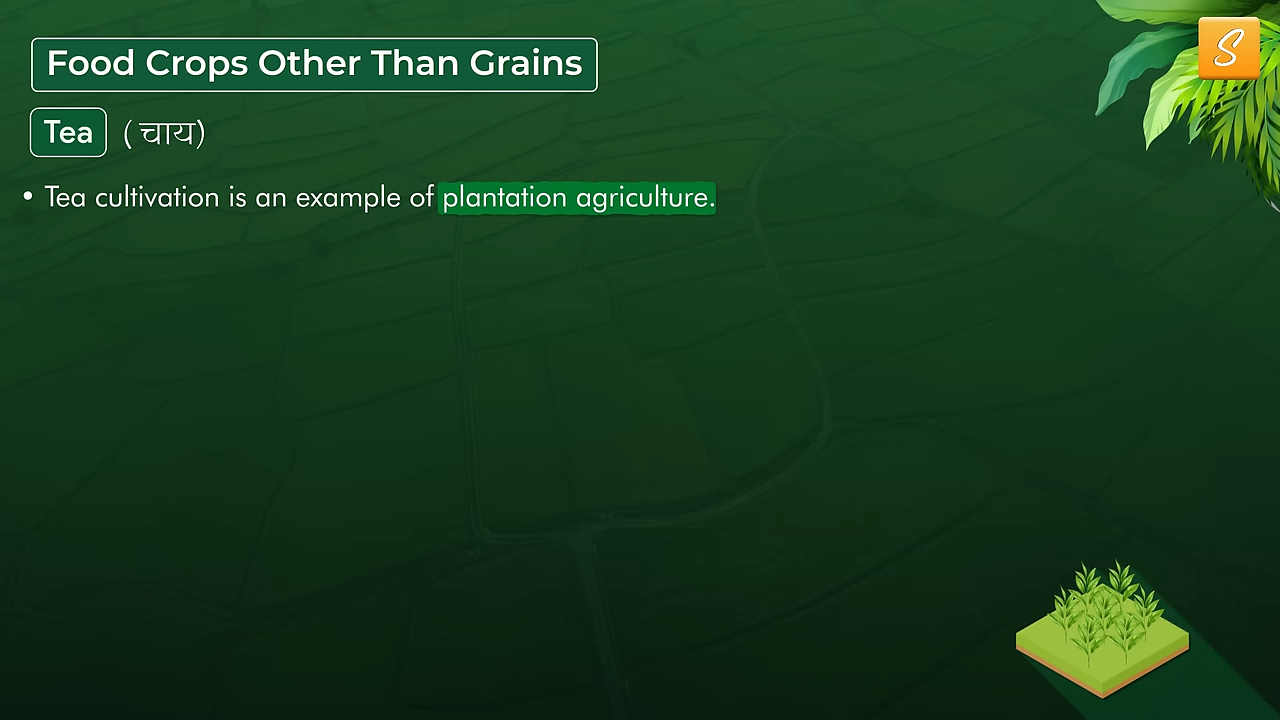 Food Crops Other Than Grains
Tea ( चाय)
• Tea cultivation is an example of plantation agriculture.
S